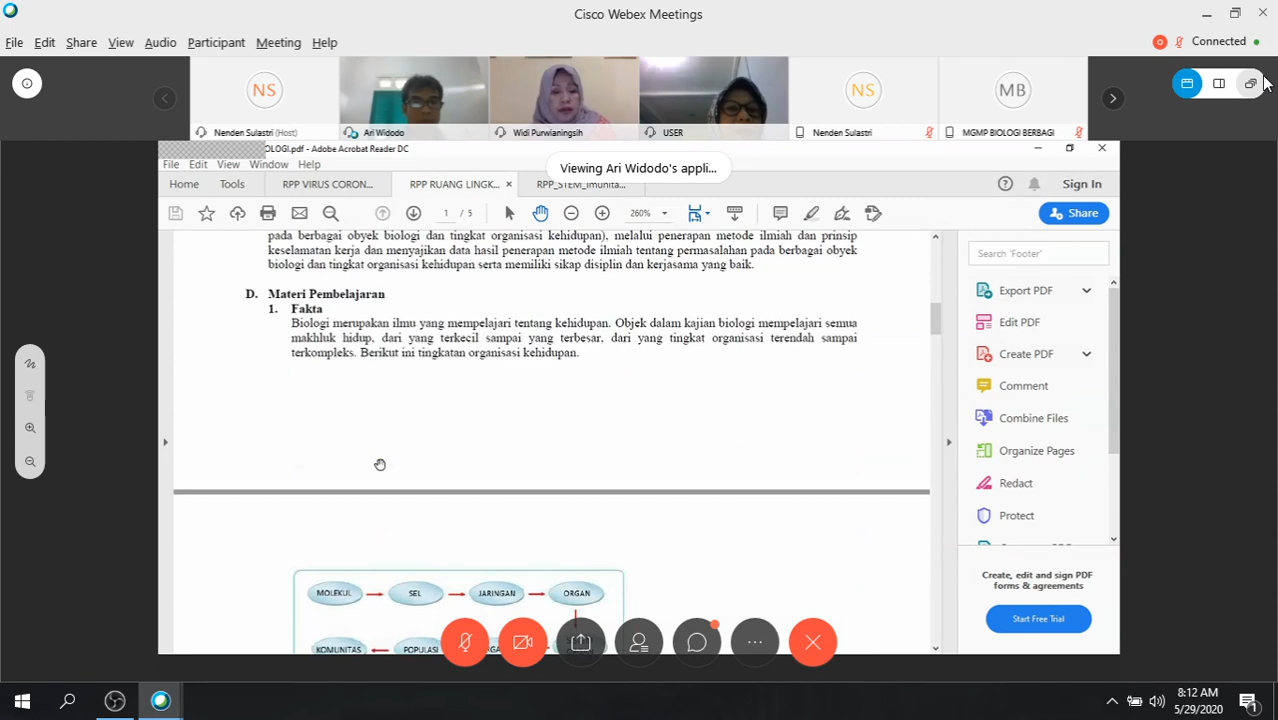 Cisco Webex Meetings
File Edit Share View Audio Participant Meeting Help
Connected
NS NS MB
Nenden Sulastri (Host) Ari Widodo Widi Purwianingsih USER Nenden Sulastri MGMP BIOLOGI BERBAGI
OLOGI.pdf - Adobe Acrobat Reader DC
Viewing Ari Widodo's appli...
File Edit View Window Help
Home Tools RPP VIRUS CORON... RPP RUANG LINGK... × RPP_STEM_Imunita... Sign In
1 / 5 260% Share
pada berbagai obyek biologi dan tingkat organisasi kehidupan), melalui penerapan metode ilmiah dan prinsip
keselamatan kerja dan menyajikan data hasil penerapan metode ilmiah tentang permasalahan pada berbagai obyek
biologi dan tingkat organisasi kehidupan serta memiliki sikap disiplin dan kerjasama yang baik.
D. Materi Pembelajaran
1. Fakta
Biologi merupakan ilmu yang mempelajari tentang kehidupan. Objek dalam kajian biologi mempelajari semua
makhluk hidup, dari yang terkecil sampai yang terbesar, dari yang tingkat organisasi terendah sampai
terkompleks. Berikut ini tingkatan organisasi kehidupan.
MOLEKUL SEL JARINGAN ORGAN
KOMUNITAS POPULASI
Search 'Footer'
Export PDF
Edit PDF
Create PDF
Comment
Combine Files
Organize Pages
Redact
Protect
Create, edit and sign PDF
forms & agreements
Start Free Trial
8:12 AM
5/29/2020
1